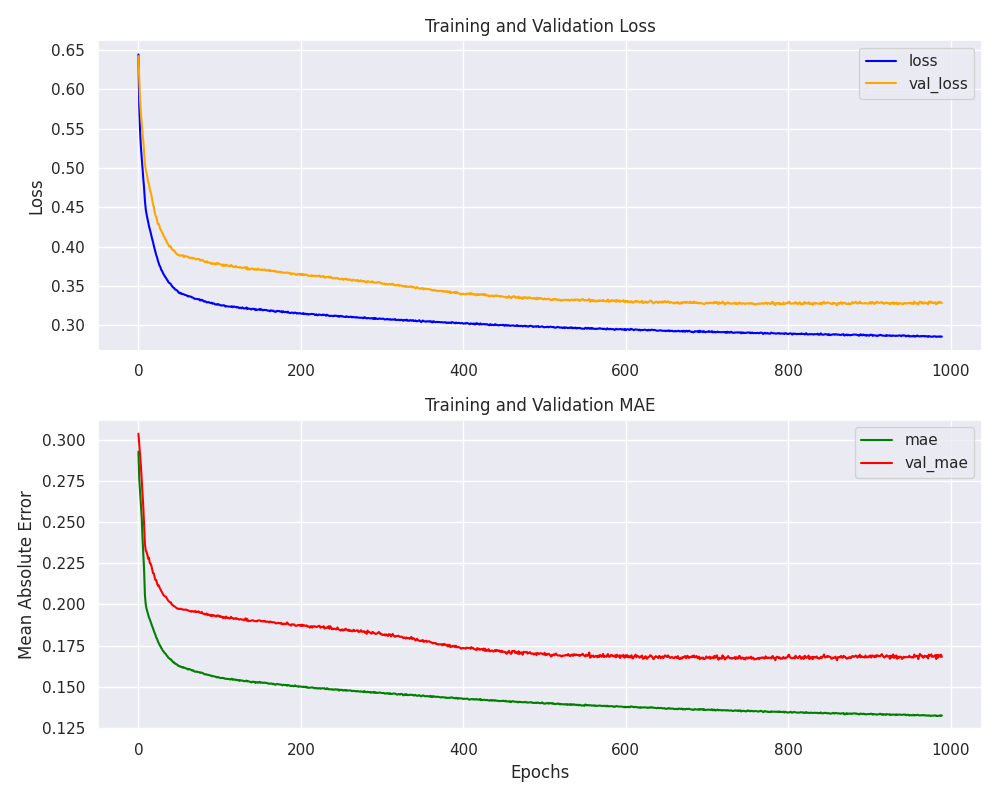 Training and Validation Loss
Loss
0.65
0.60
0.55
0.50
0.45
0.40
0.35
0.30
loss
val_loss
0 200 400 600 800 1000
Training and Validation MAE
Mean Absolute Error
0.300
0.275
0.250
0.225
0.200
0.175
0.150
0.125
mae
val_mae
0 200 400 600 800 1000
Epochs